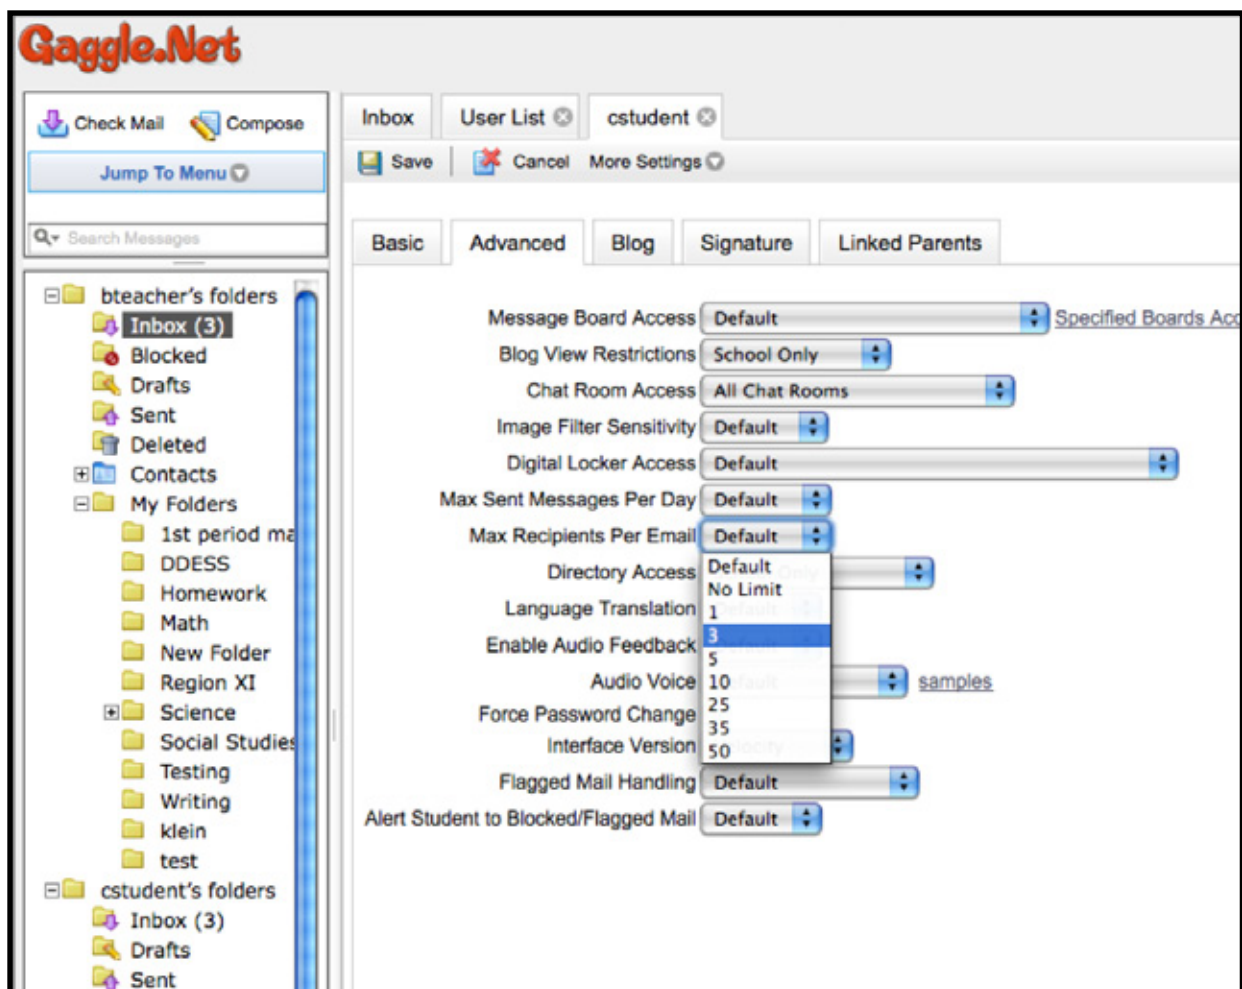 Gaggle.Net
Check Mail Compose
Jump To Menu
Search Messages
bteacher's folders
Inbox (3)
Blocked
Drafts
Sent
Deleted
Contacts
My Folders
1st period ma
DDESS
Homework
Math
New Folder
Region XI
Science
Social Studies
Testing
Writing
klein
test
cstudent's folders
Inbox (3)
Drafts
Sent
Inbox User List cstudent
Save Cancel More Settings
Basic Advanced Blog Signature Linked Parents
Message Board Access Default Specified Boards Acc
Blog View Restrictions School Only
Chat Room Access All Chat Rooms
Image Filter Sensitivity Default
Digital Locker Access Default
Max Sent Messages Per Day Default
Max Recipients Per Email Default
Default
No Limit
1
3
5
10
25
35
50
Directory Access Only
Language Translation Default
Enable Audio Feedback Default
Audio Voice Default samples
Force Password Change
Interface Version Velocity
Flagged Mail Handling Default
Alert Student to Blocked/Flagged Mail Default